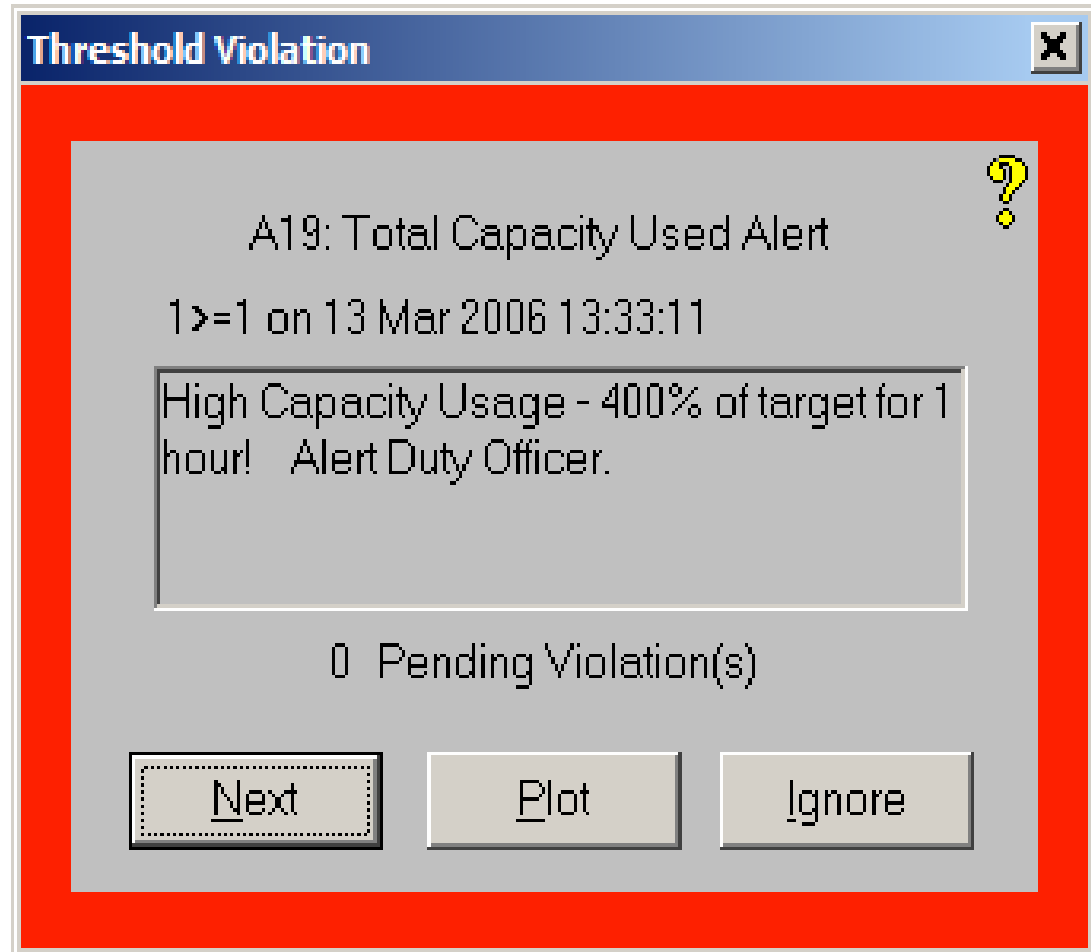 Threshold Violation
A19: Total Capacity Used Alert
1>=1 on 13 Mar 2006 13:33:11
High Capacity Usage - 400% of target for 1
hour!   Alert Duty Officer.
0  Pending Violation(s)
Next
Plot
Ignore